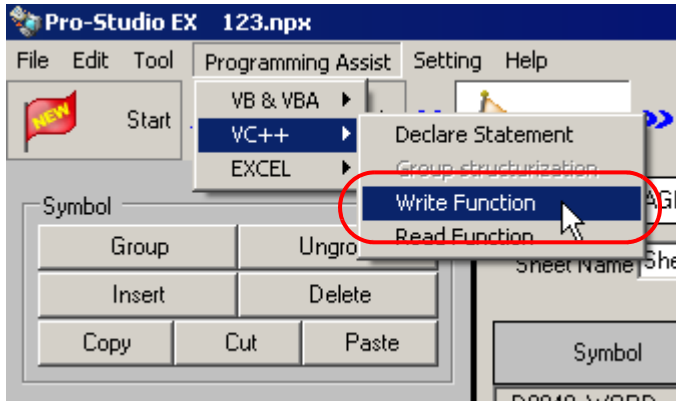 Pro-Studio EX 123.npx
File Edit Tool Programming Assist Setting Help
NEW Start
VB & VBA
VC++
EXCEL
Declare Statement
Group structurization
Write Function
Read Function
Symbol
Group
Insert Delete
Copy Cut Paste
Sheet Name
Symbol